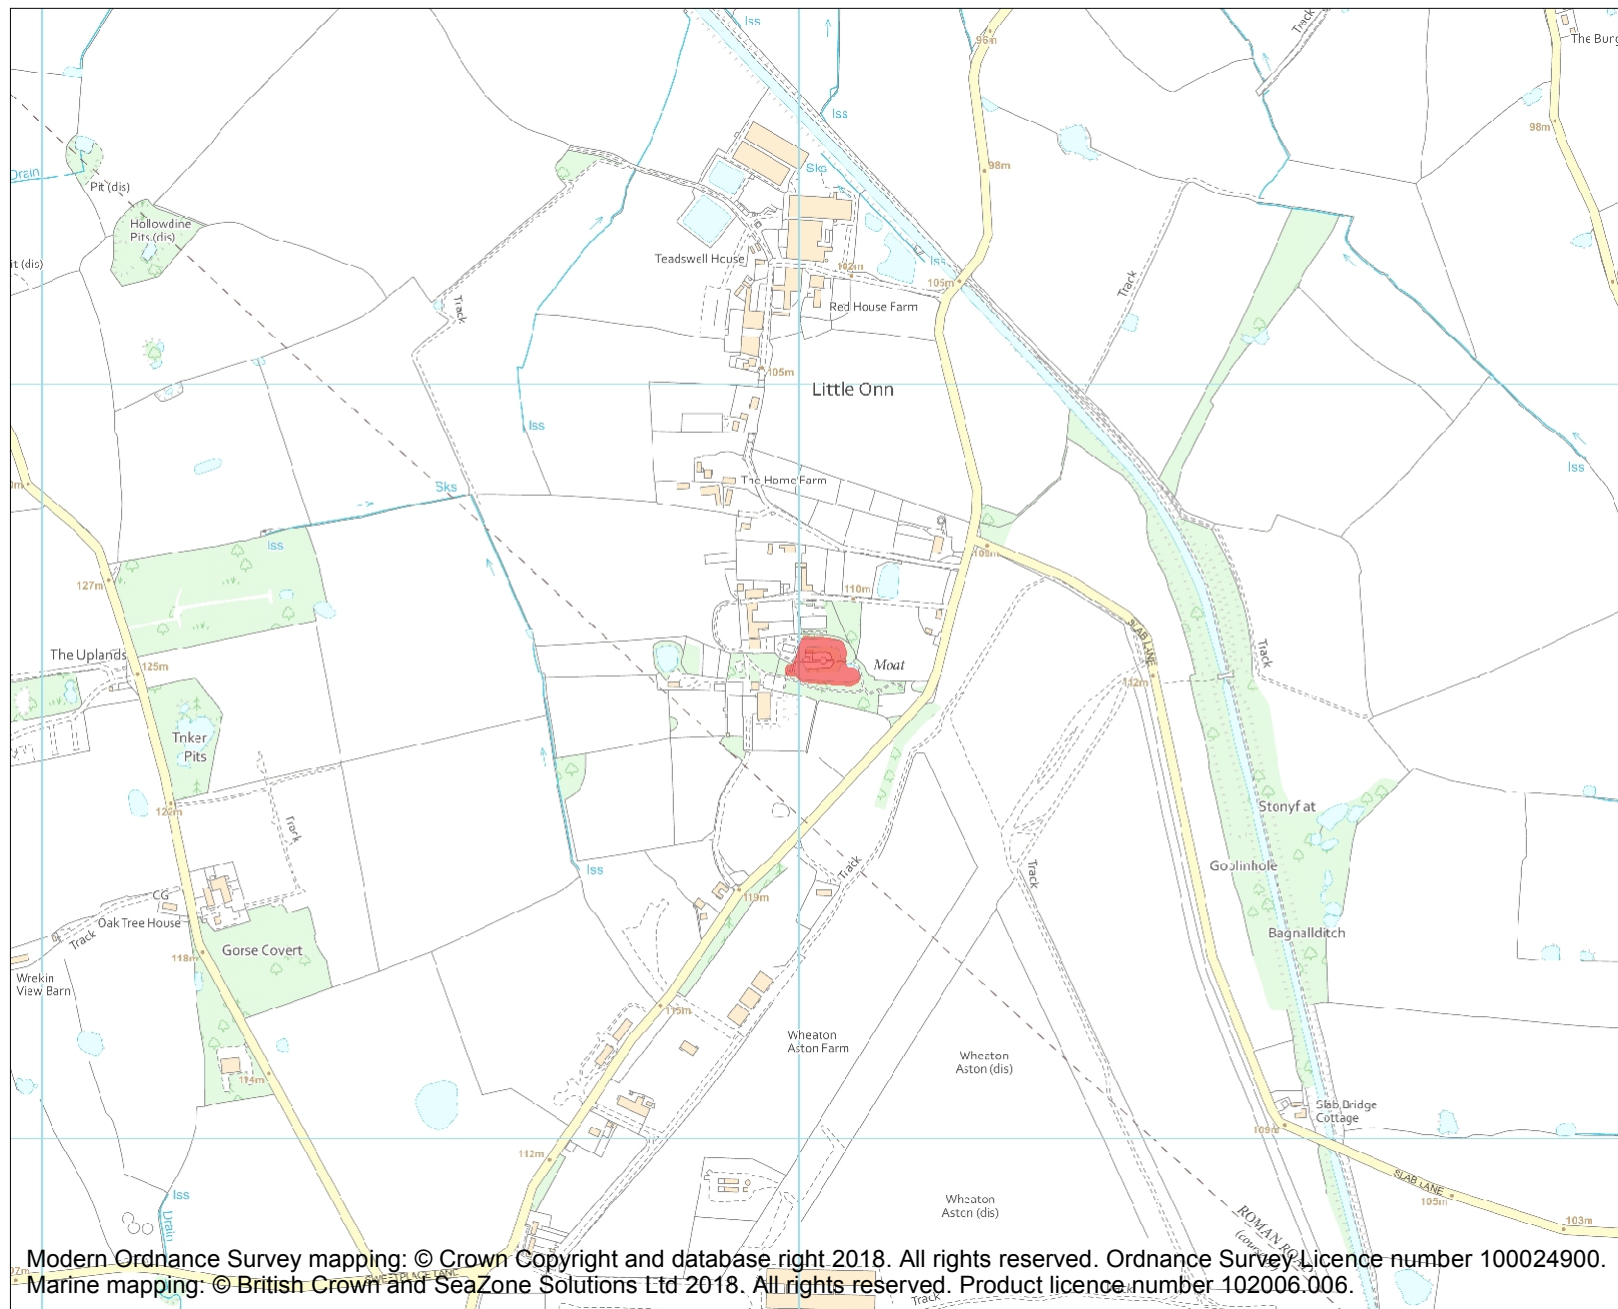 Iss
Track
96m
The Bur
Iss
98m
98m
Drain
Sks
Pit (dis)
Hollowdine
Pits (dis)
it (dis)
Teadswell House
Iss
102m
105m
Track
Track
Red House Farm
105m
Little Onn
Iss
Iss
Sks
The Home Farm
Iss
109m
127m
110m
SLAB LANE
Track
The Uplands
125m
Moat
112m
Tinker
Pits
122m
Stonyflat
Track
Track
Track
Goblinhole
Iss
CG
119m
Oak Tree House
Track
Bagnallditch
118m
Gorse Covert
Wrekin
View Barn
115m
Wheaton
Aston Farm
Wheaton
Aston (dis)
114m
Slab Bridge
Cottage
109m
112m
SLAB LANE
105m
Iss
Drain
Wheaton
Aston (dis)
103m
ROMAN
Modern Ordnance Survey mapping: © Crown Copyright and database right 2018. All rights reserved. Ordnance Survey Licence number 100024900.
Marine mapping: © British Crown and SeaZone Solutions Ltd 2018. All rights reserved. Product licence number 102006.006.
Track